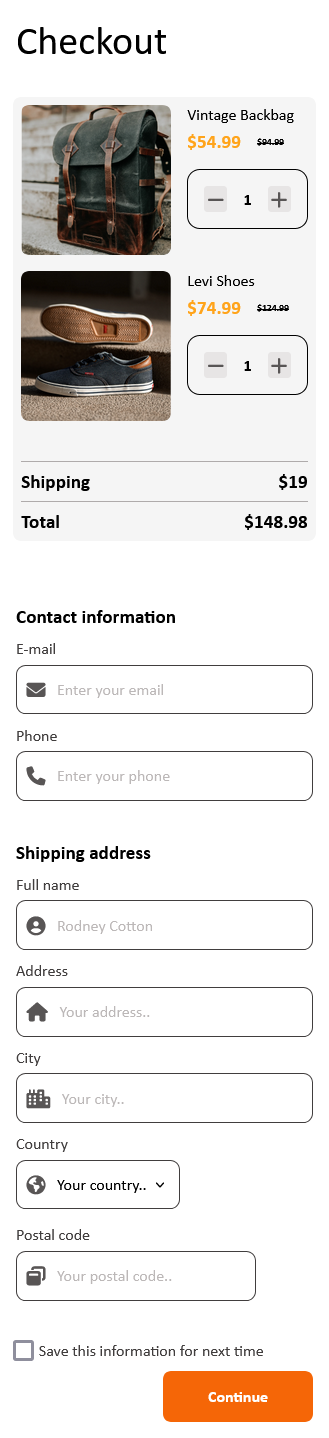 Checkout
Vintage Backbag
$54.99 $94.99
1
Levi Shoes
$74.99 $124.99
1
Shipping $19
Total $148.98
Contact information
E-mail
Enter your email
Phone
Enter your phone
Shipping address
Full name
Rodney Cotton
Address
Your address..
City
Your city..
Country
Your country..
Postal code
Your postal code..
Save this information for next time
Continue